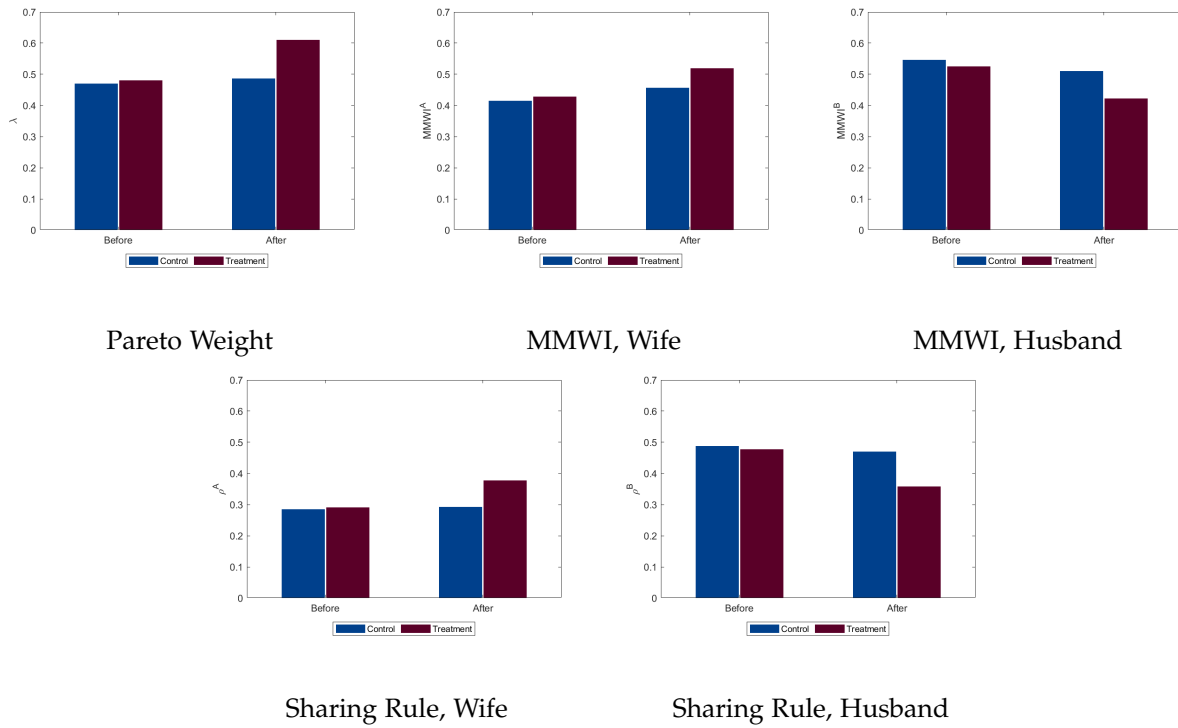 0.7
0.6
0.5
0.4
0.3
0.2
0.1
0
λ
Before
After
Control Treatment
Pareto Weight
0.7
0.6
0.5
0.4
0.3
0.2
0.1
0
MMWI^A
Before
After
Control Treatment
MMWI, Wife
0.7
0.6
0.5
0.4
0.3
0.2
0.1
0
MMWI^B
Before
After
Control Treatment
MMWI, Husband
0.7
0.6
0.5
0.4
0.3
0.2
0.1
0
ρ^A
Before
After
Control Treatment
Sharing Rule, Wife
0.7
0.6
0.5
0.4
0.3
0.2
0.1
0
ρ^B
Before
After
Control Treatment
Sharing Rule, Husband